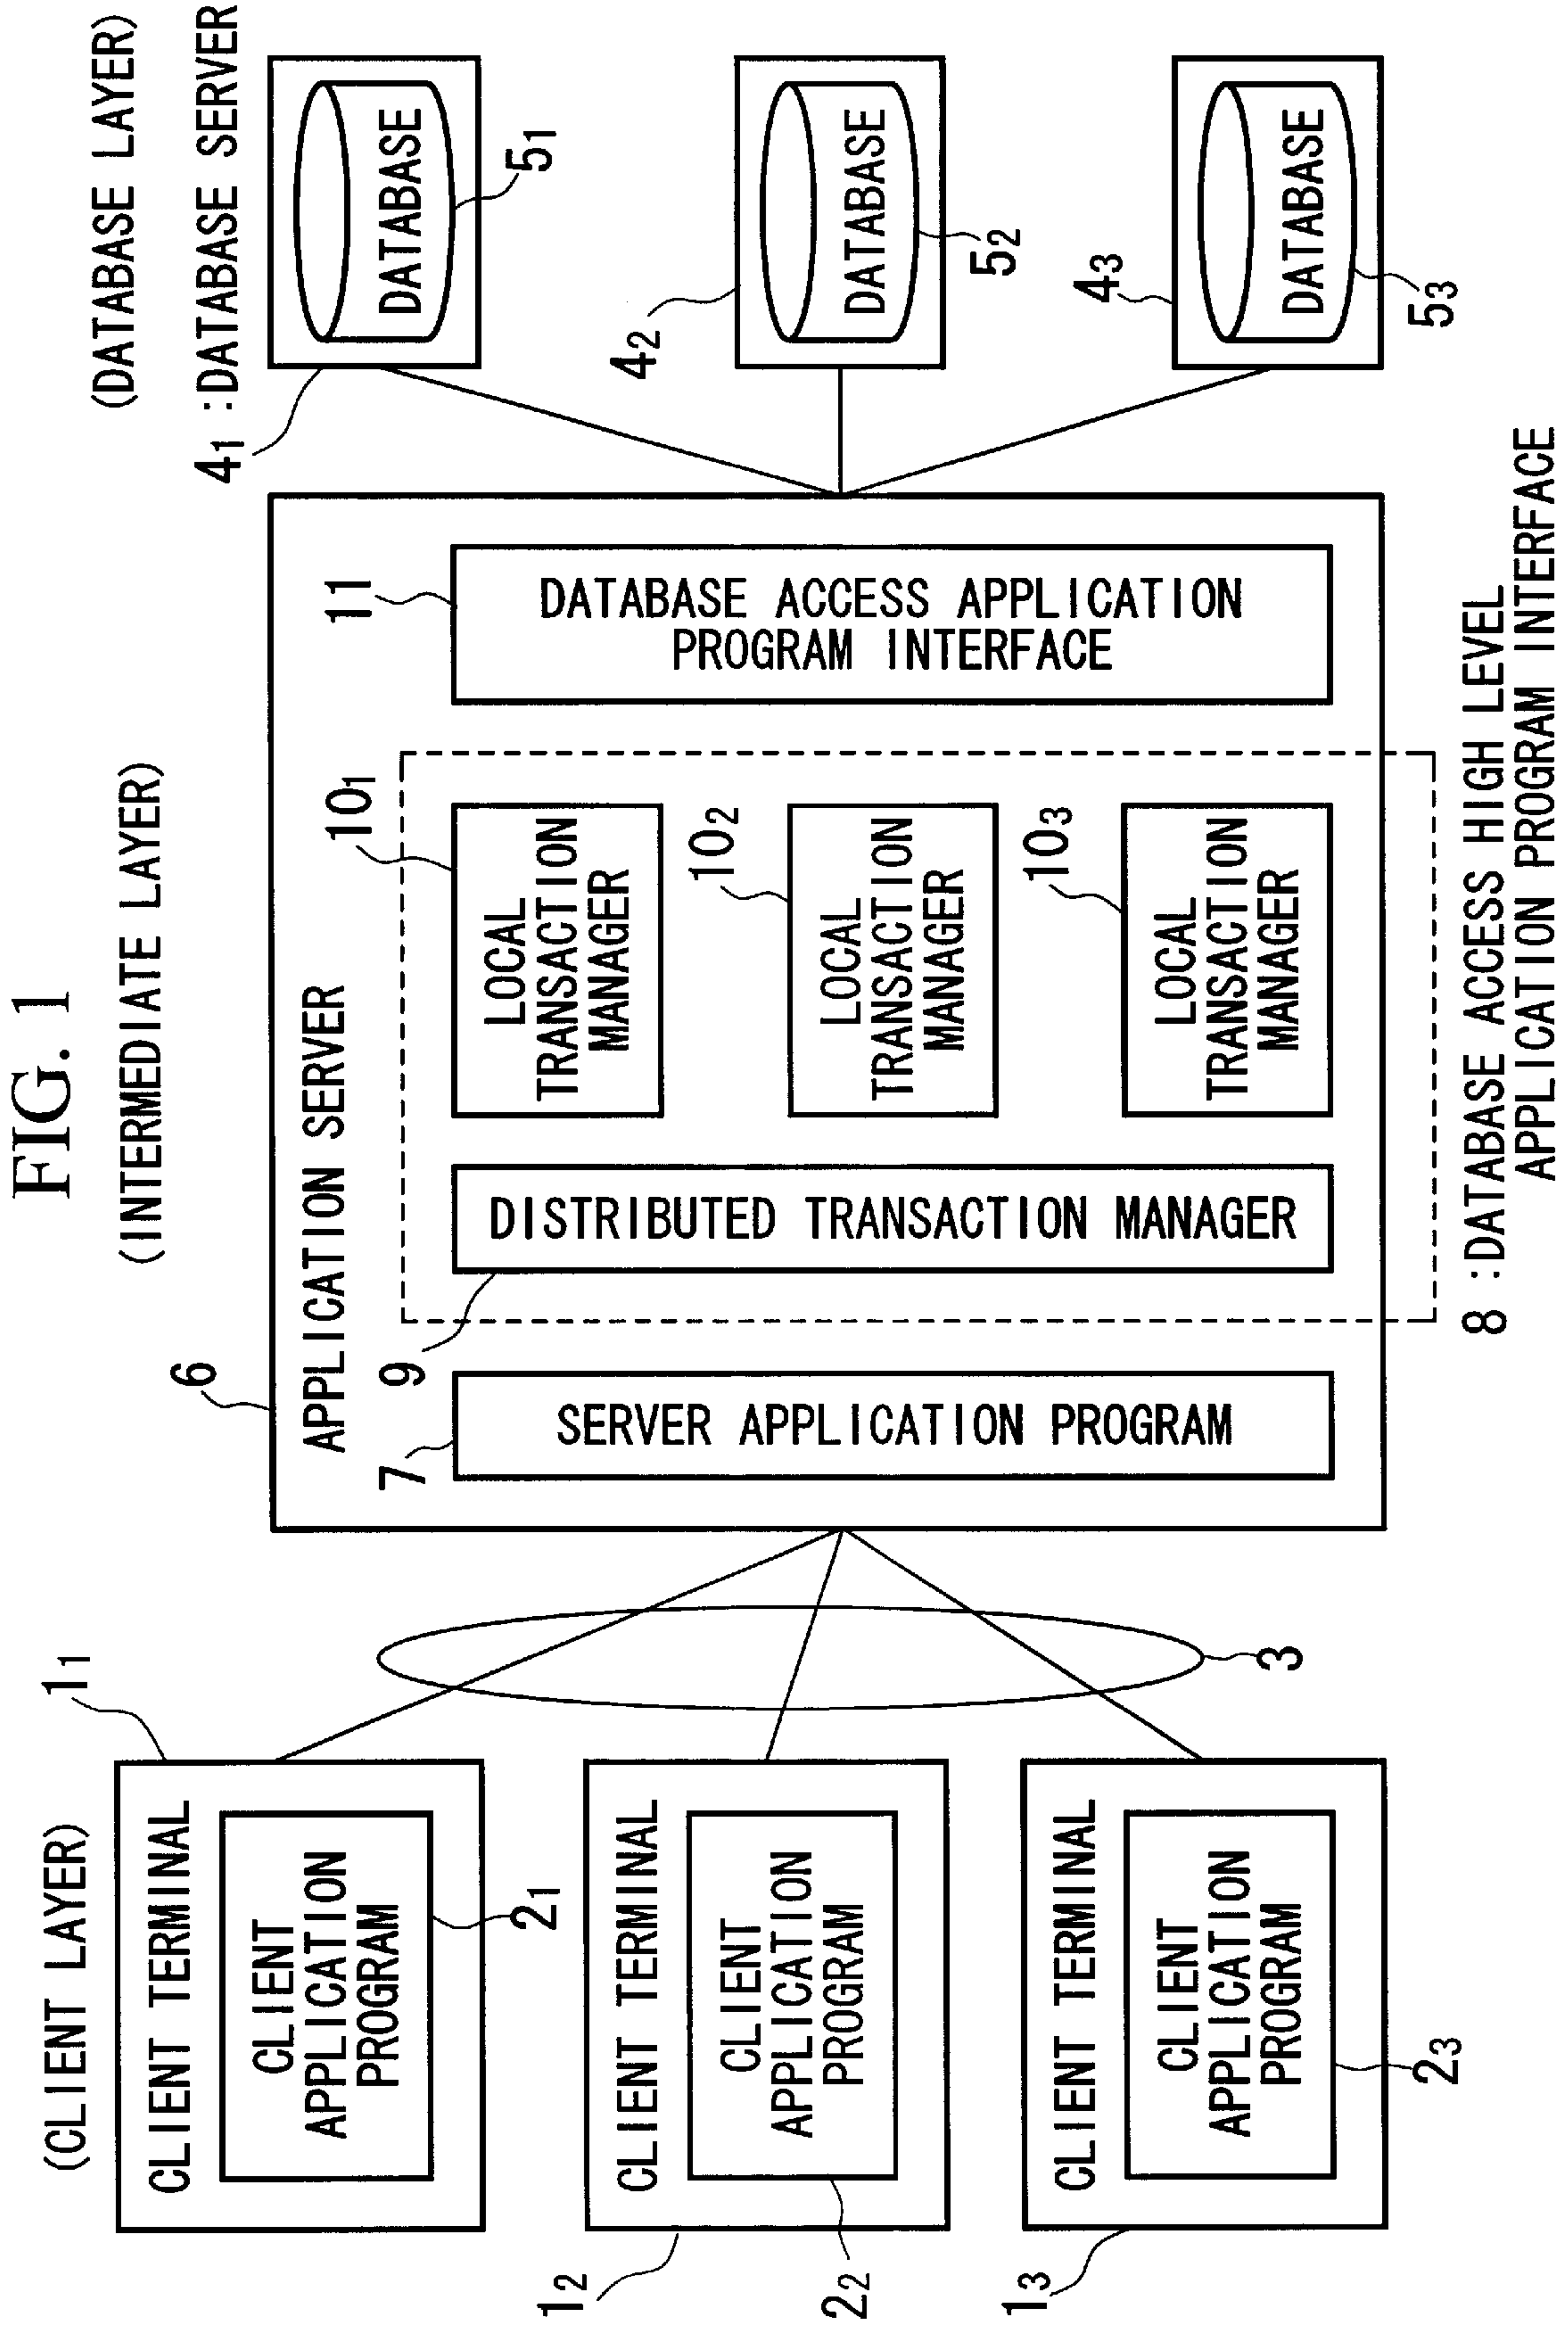 FIG. 1
(CLIENT LAYER)
(INTERMEDIATE LAYER)
(DATABASE LAYER)
1₁
CLIENT TERMINAL
CLIENT
APPLICATION
PROGRAM
2₁
1₂
CLIENT TERMINAL
CLIENT
APPLICATION
PROGRAM
2₂
1₃
CLIENT TERMINAL
CLIENT
APPLICATION
PROGRAM
2₃
3
6
APPLICATION SERVER
7
SERVER APPLICATION PROGRAM
9
DISTRIBUTED TRANSACTION MANAGER
10₁
LOCAL
TRANSACTION
MANAGER
10₂
LOCAL
TRANSACTION
MANAGER
10₃
LOCAL
TRANSACTION
MANAGER
11
DATABASE ACCESS APPLICATION
PROGRAM INTERFACE
8 :DATABASE ACCESS HIGH LEVEL
APPLICATION PROGRAM INTERFACE
4₁ :DATABASE SERVER
DATABASE
5₁
4₂
DATABASE
5₂
4₃
DATABASE
5₃